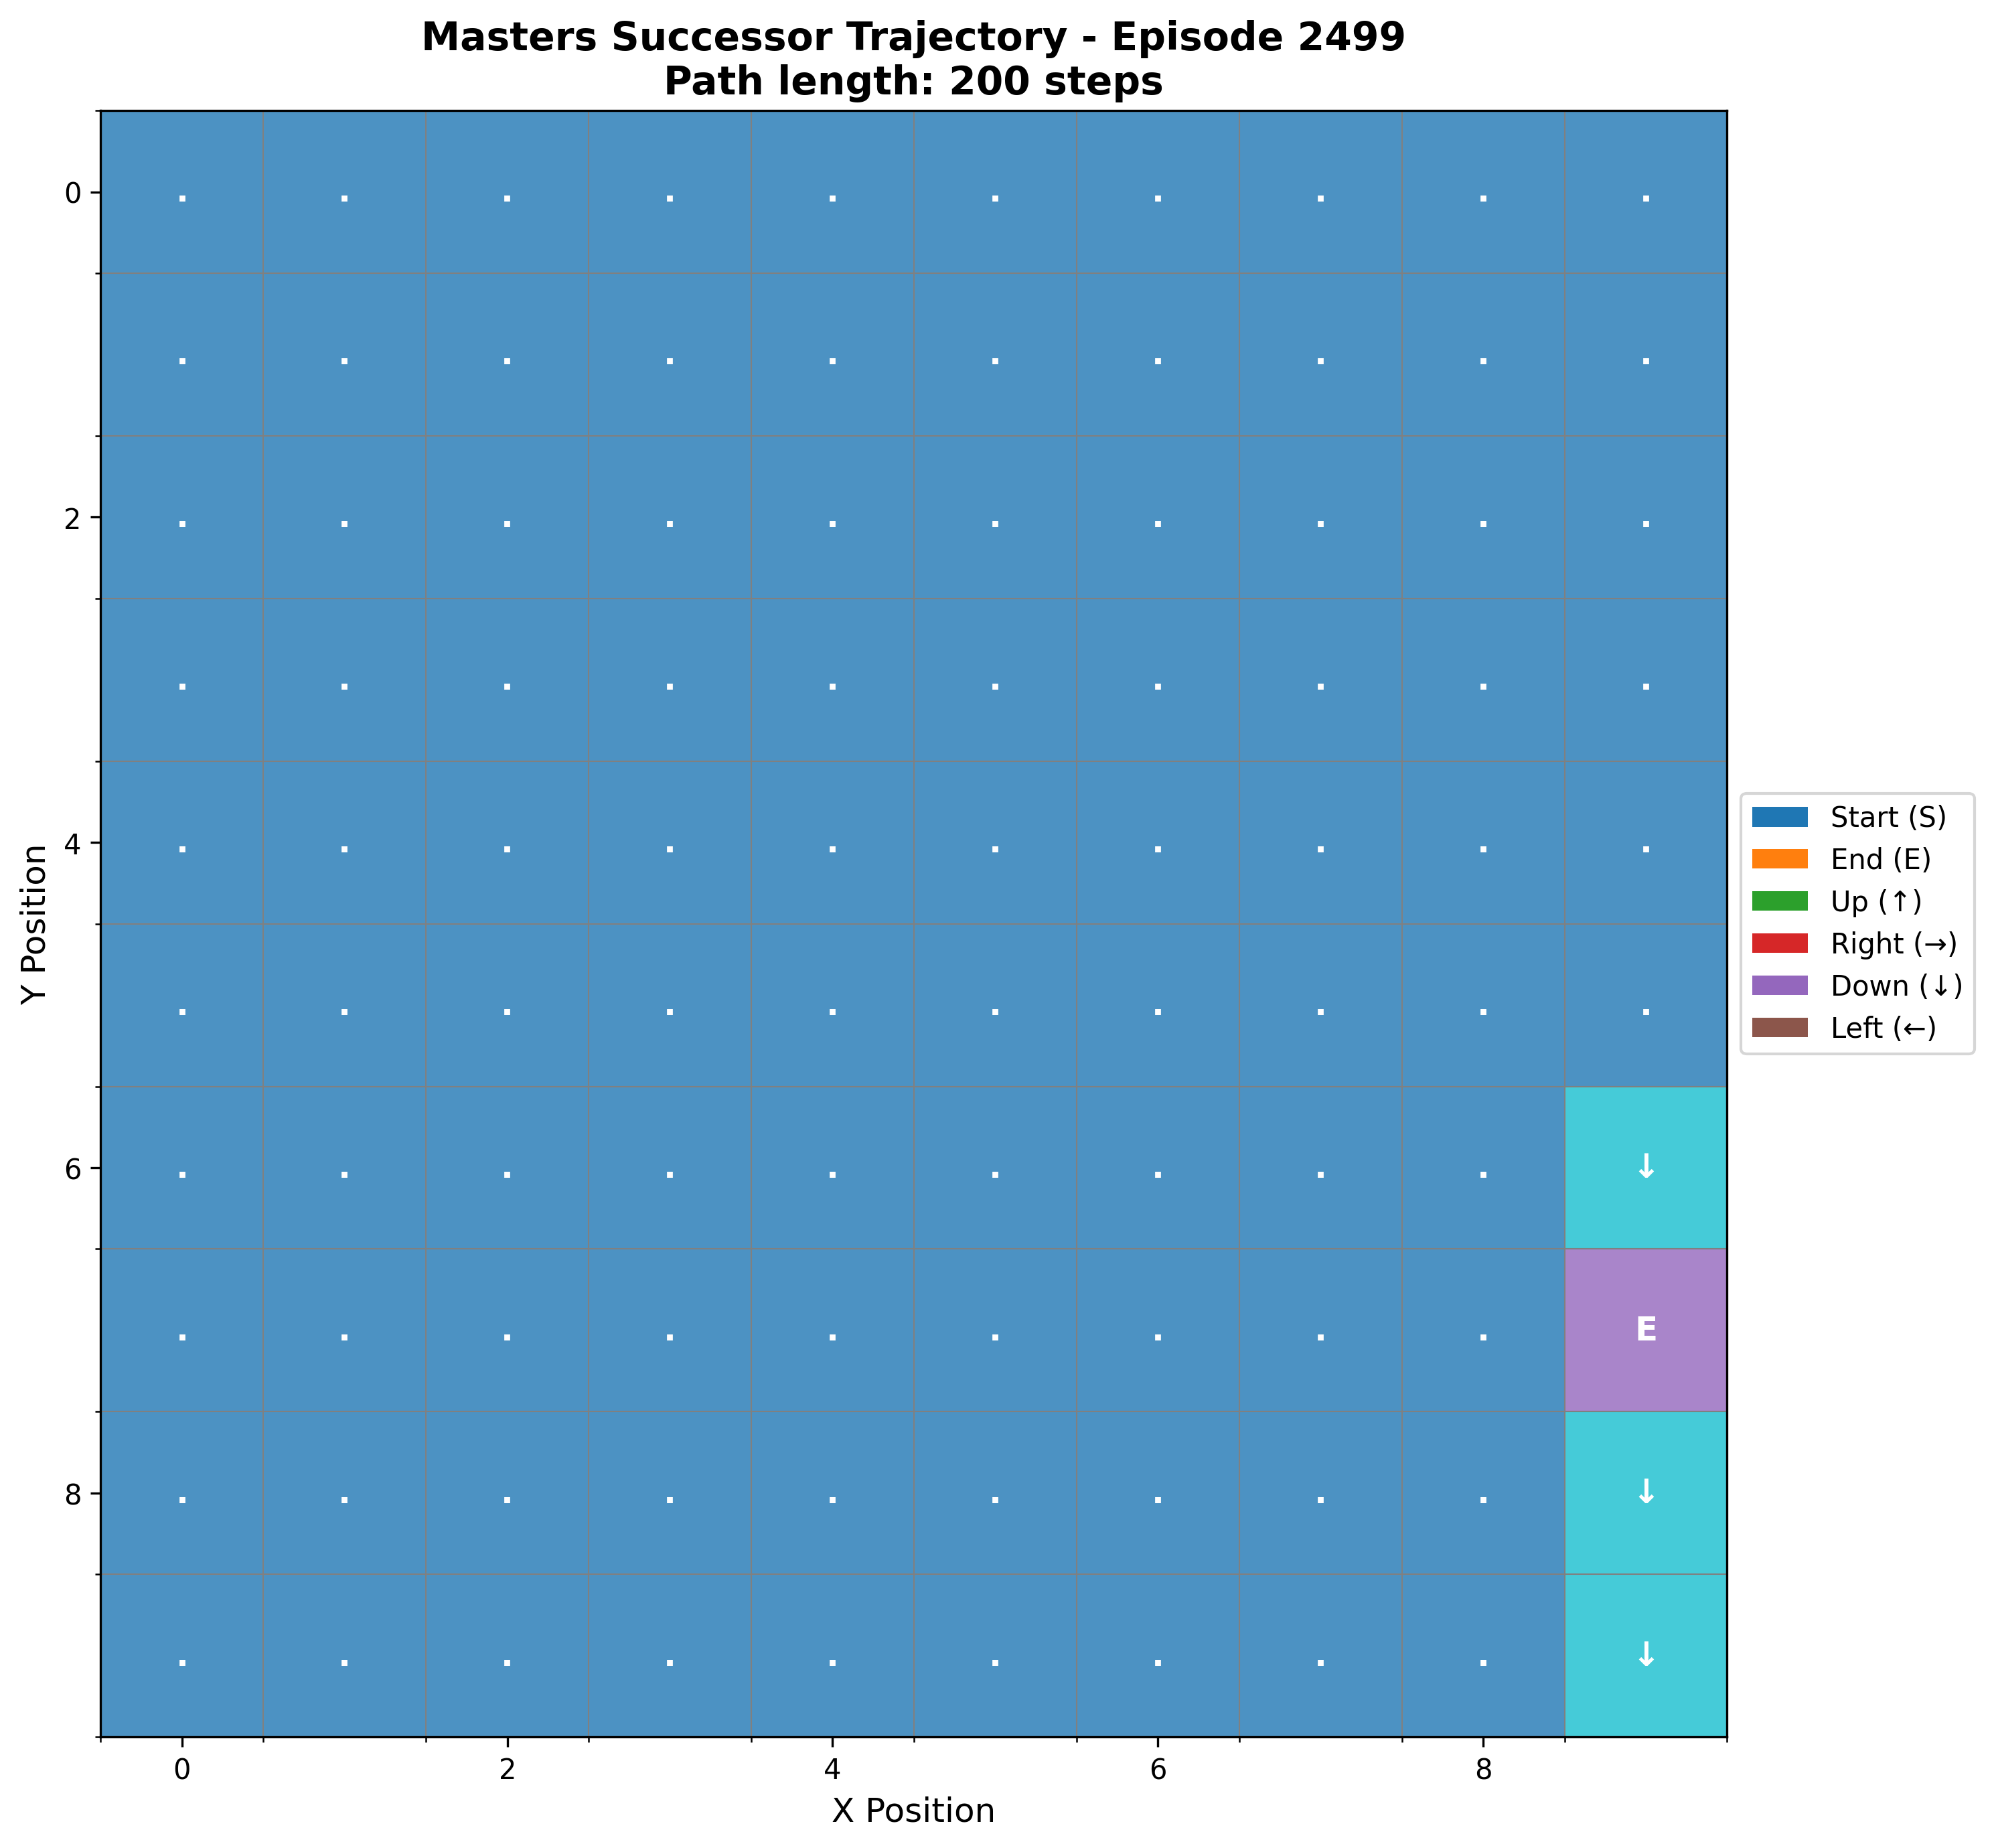 Masters Successor Trajectory - Episode 2499
Path length: 200 steps
0
2
4
6
8
Y Position
. . . . . . . . . .
. . . . . . . . . .
. . . . . . . . . .
. . . . . . . . . .
. . . . . . . . . .
. . . . . . . . . .
. . . . . . . . . ↓
. . . . . . . . . E
. . . . . . . . . ↓
. . . . . . . . . ↓
0 2 4 6 8
X Position
Start (S)
End (E)
Up (↑)
Right (→)
Down (↓)
Left (←)